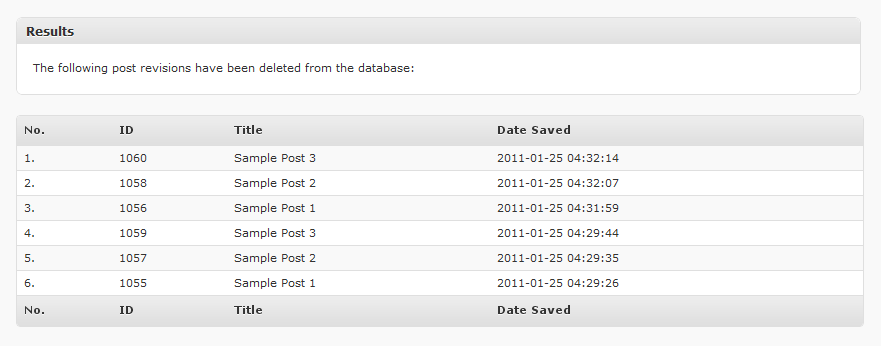 Results
The following post revisions have been deleted from the database:
No. ID Title Date Saved
1. 1060 Sample Post 3 2011-01-25 04:32:14
2. 1058 Sample Post 2 2011-01-25 04:32:07
3. 1056 Sample Post 1 2011-01-25 04:31:59
4. 1059 Sample Post 3 2011-01-25 04:29:44
5. 1057 Sample Post 2 2011-01-25 04:29:35
6. 1055 Sample Post 1 2011-01-25 04:29:26
No. ID Title Date Saved